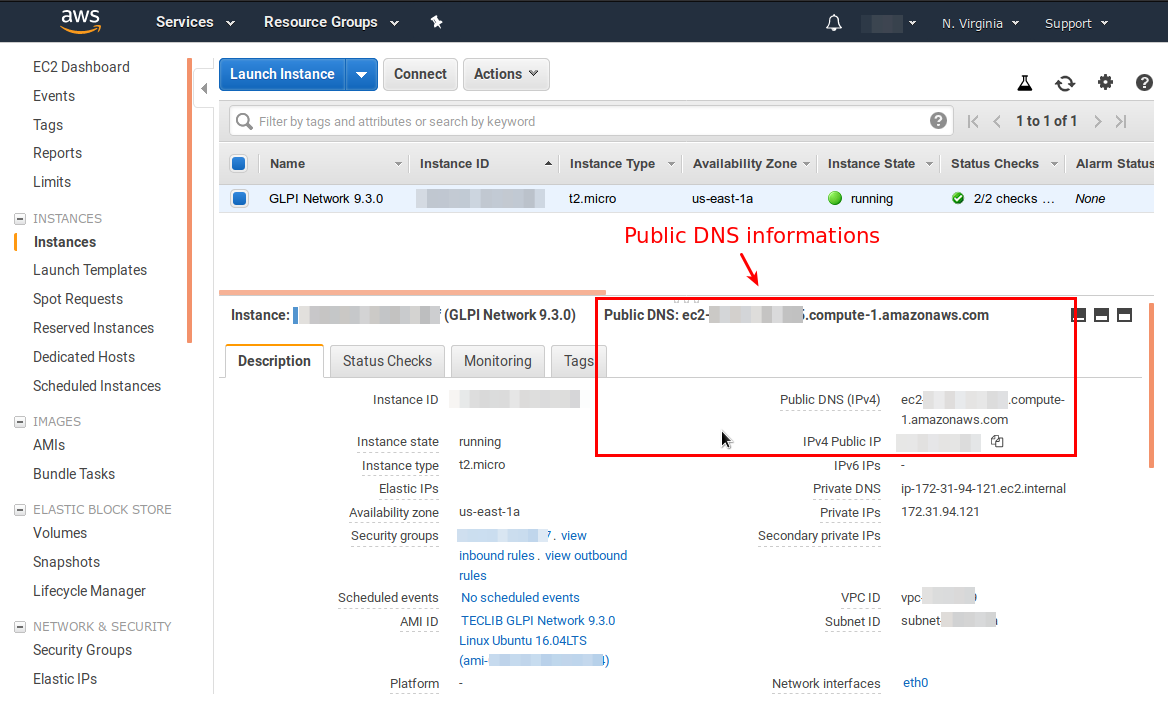 aws Services Resource Groups N. Virginia Support
EC2 Dashboard
Events
Tags
Reports
Limits
INSTANCES
Instances
Launch Templates
Spot Requests
Reserved Instances
Dedicated Hosts
Scheduled Instances
IMAGES
AMIs
Bundle Tasks
ELASTIC BLOCK STORE
Volumes
Snapshots
Lifecycle Manager
NETWORK & SECURITY
Security Groups
Elastic IPs
Launch Instance Connect Actions
Filter by tags and attributes or search by keyword 1 to 1 of 1
Name Instance ID Instance Type Availability Zone Instance State Status Checks Alarm Status
GLPI Network 9.3.0 t2.micro us-east-1a running 2/2 checks ... None
Public DNS informations
Instance: (GLPI Network 9.3.0) Public DNS: ec2- .compute-1.amazonaws.com
Description Status Checks Monitoring Tags
Instance ID
Instance state running
Instance type t2.micro
Elastic IPs
Availability zone us-east-1a
Security groups 7. view
inbound rules. view outbound
rules
Scheduled events No scheduled events
AMI ID TECLIB GLPI Network 9.3.0
Linux Ubuntu 16.04LTS
(ami- )
Platform -
Public DNS (IPv4) ec2- .compute-
1.amazonaws.com
IPv4 Public IP
IPv6 IPs -
Private DNS ip-172-31-94-121.ec2.internal
Private IPs 172.31.94.121
Secondary private IPs
VPC ID vpc-
Subnet ID subnet-
Network interfaces eth0